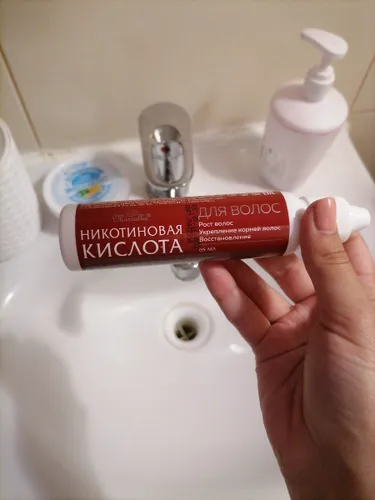 НИКОТИНОВАЯ
КИСЛОТА
ДЛЯ ВОЛОС
Рост волос
Укрепление корней волос
Восстановление